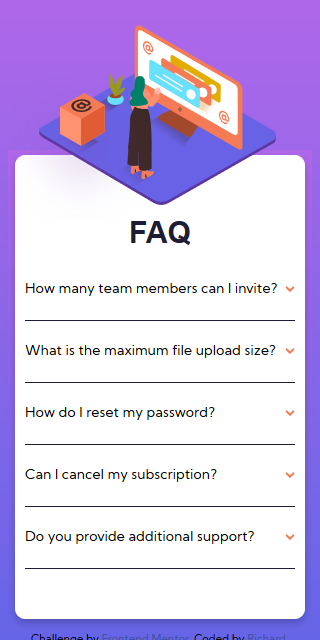 FAQ
How many team members can I invite?
What is the maximum file upload size?
How do I reset my password?
Can I cancel my subscription?
Do you provide additional support?
Challenge by Frontend Mentor. Coded by Richard